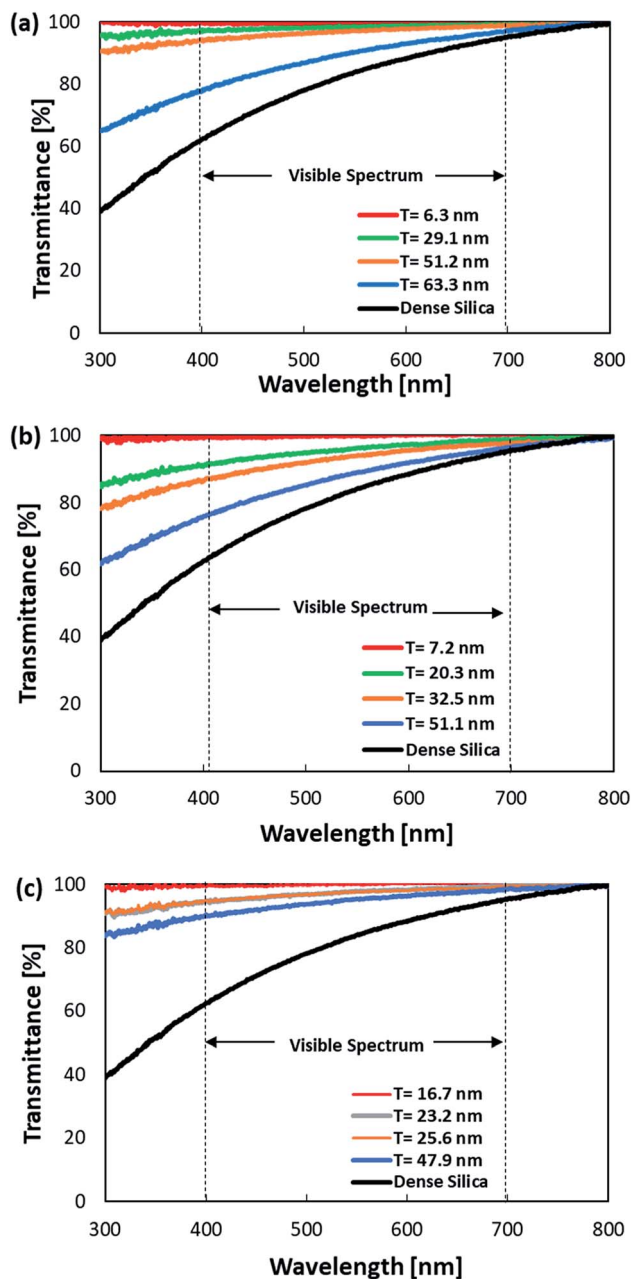 (a)
100
80
60
40
20
0
Transmittance [%]
Visible Spectrum
T= 6.3 nm
T= 29.1 nm
T= 51.2 nm
T= 63.3 nm
Dense Silica
300 400 500 600 700 800
Wavelength [nm]
(b)
100
80
60
40
20
0
Transmittance [%]
Visible Spectrum
T= 7.2 nm
T= 20.3 nm
T= 32.5 nm
T= 51.1 nm
Dense Silica
300 400 500 600 700 800
Wavelength [nm]
(c)
100
80
60
40
20
0
Transmittance [%]
Visible Spectrum
T= 16.7 nm
T= 23.2 nm
T= 25.6 nm
T= 47.9 nm
Dense Silica
300 400 500 600 700 800
Wavelength [nm]